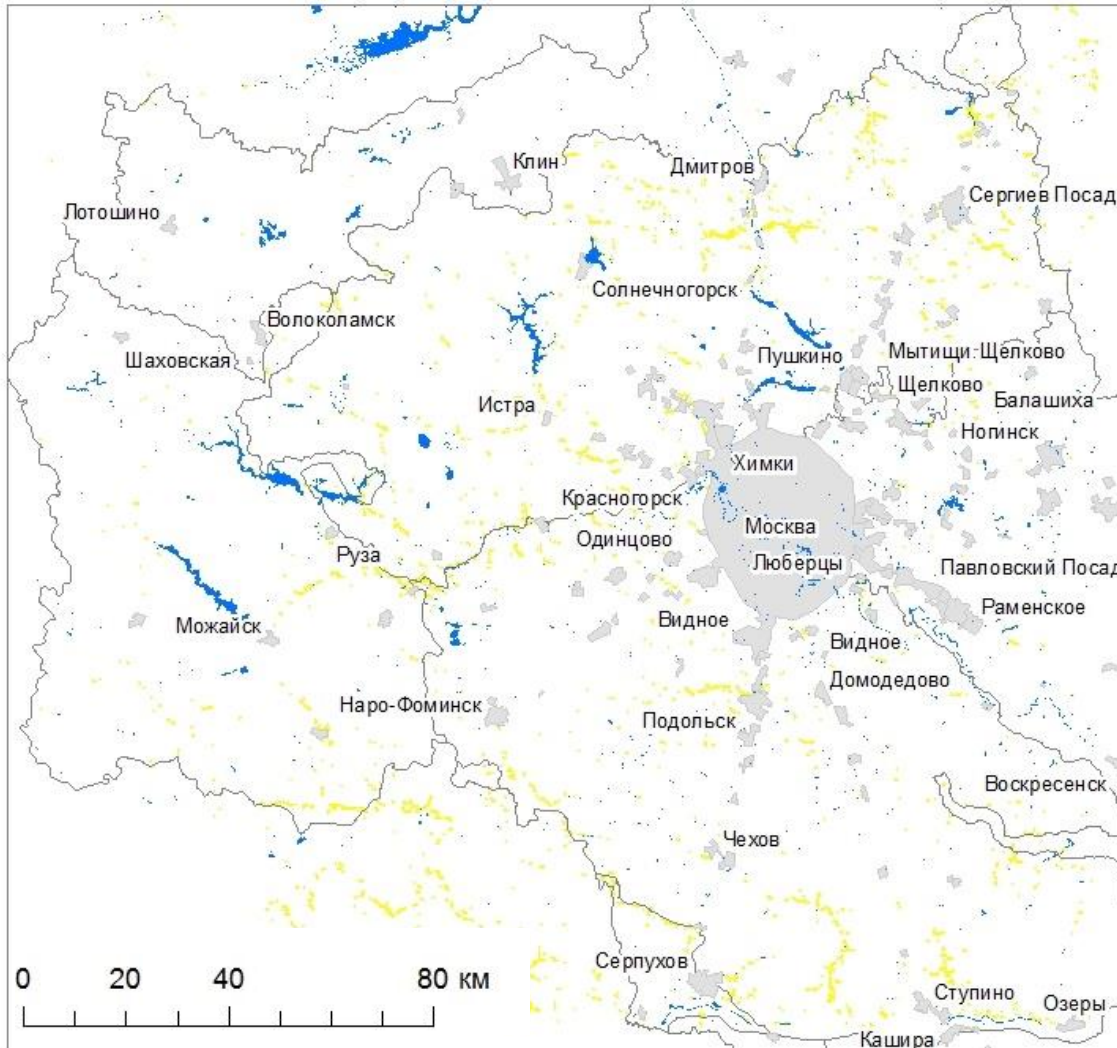 Клин
Дмитров
Сергиев Посад
Лотошино
Солнечногорск
Волоколамск
Шаховская
Пушкино
Мытищи-Щелково
Щелково
Истра
Балашиха
Ногинск
Химки
Красногорск
Москва
Одинцово
Руза
Люберцы
Павловский Посад
Раменское
Можайск
Видное
Видное
Домодедово
Наро-Фоминск
Подольск
Воскресенск
Чехов
Серпухов
0 20 40 80 км
Ступино
Озеры
Кашира